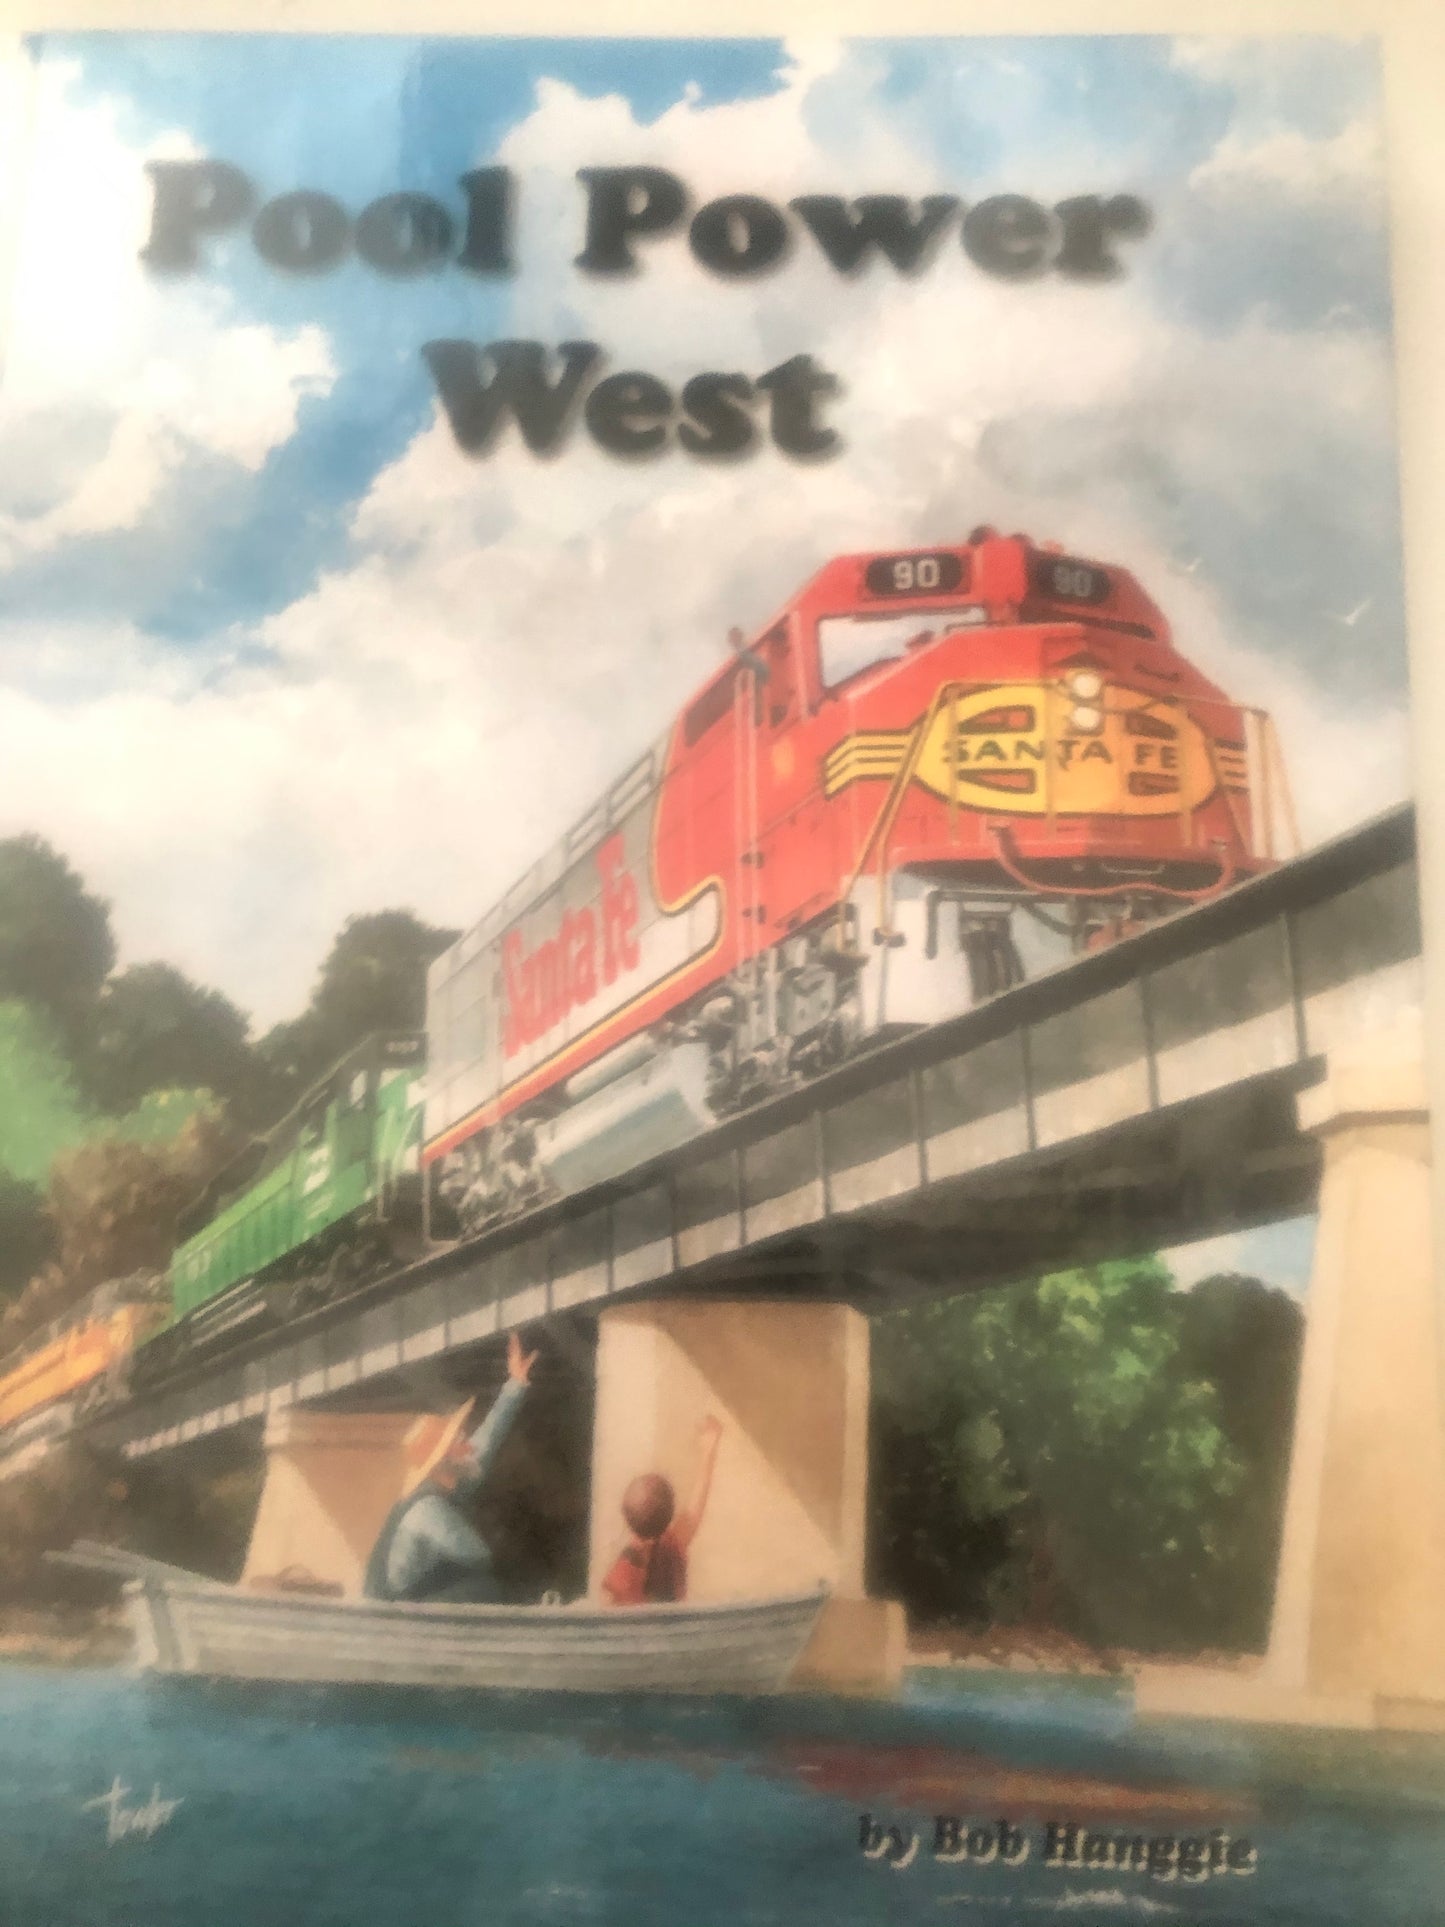 Pool Power
West
90
90
SANTA FE
Santa Fe
by Bob Hanggie